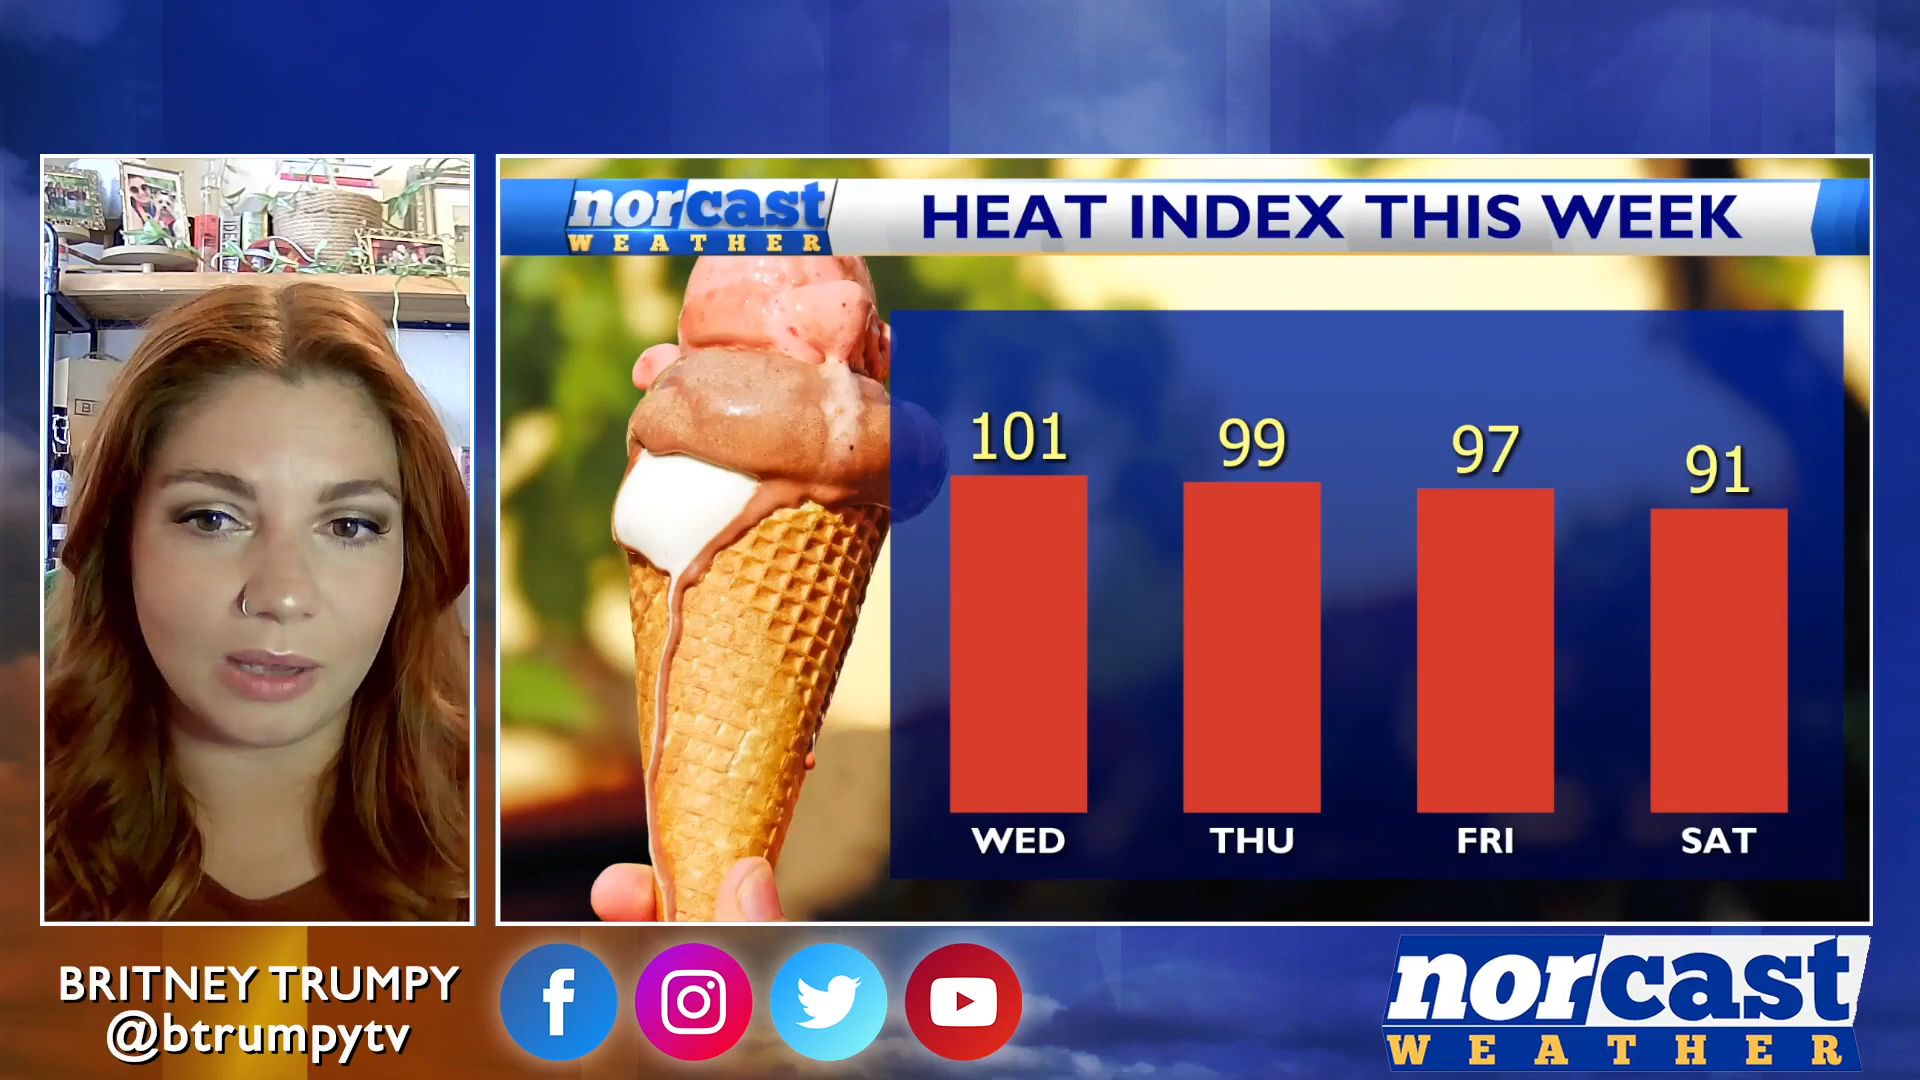 norcast
WEATHER
HEAT INDEX THIS WEEK
101
99
97
91
WED
THU
FRI
SAT
BRITNEY TRUMPY
@btrumpytv
norcast
WEATHER